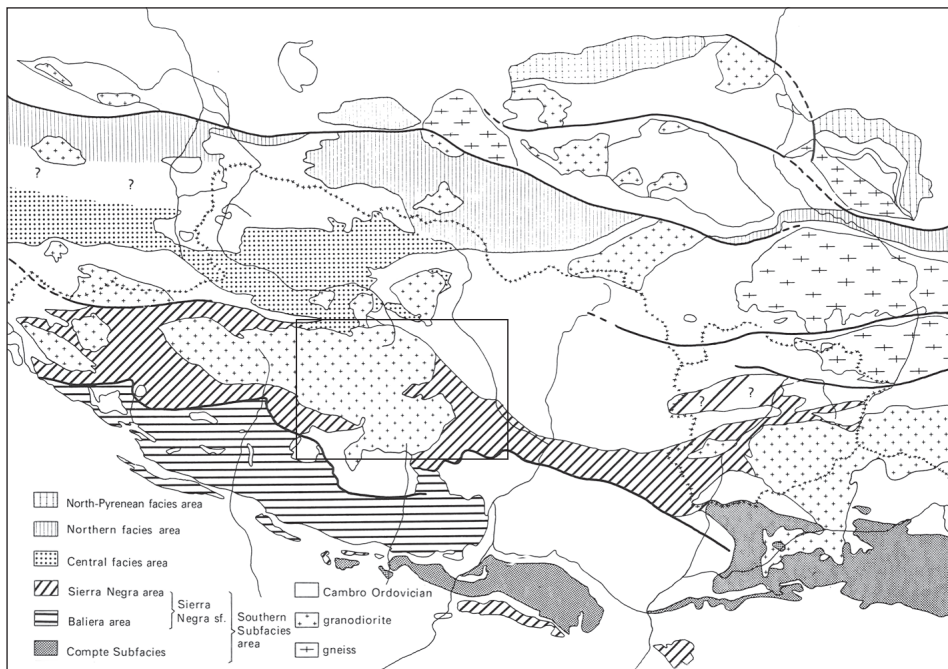 ?
?
?
?
North-Pyrenean facies area
Northern facies area
Central facies area
Sierra Negra area
Baliera area
Compte Subfacies
Sierra
Negra sf.
Southern
Subfacies
area
Cambro Ordovician
granodiorite
gneiss